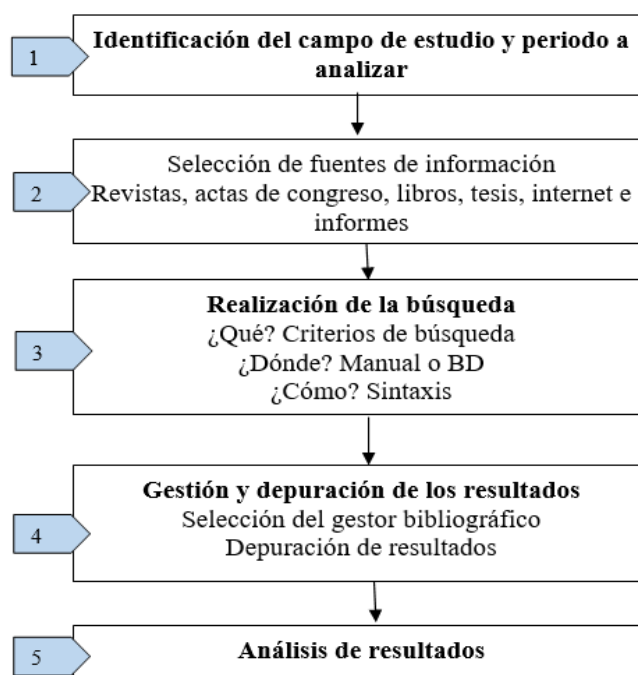 1
Identificación del campo de estudio y periodo a
analizar
2
Selección de fuentes de información
Revistas, actas de congreso, libros, tesis, internet e
informes
3
Realización de la búsqueda
¿Qué? Criterios de búsqueda
¿Dónde? Manual o BD
¿Cómo? Sintaxis
4
Gestión y depuración de los resultados
Selección del gestor bibliográfico
Depuración de resultados
5
Análisis de resultados